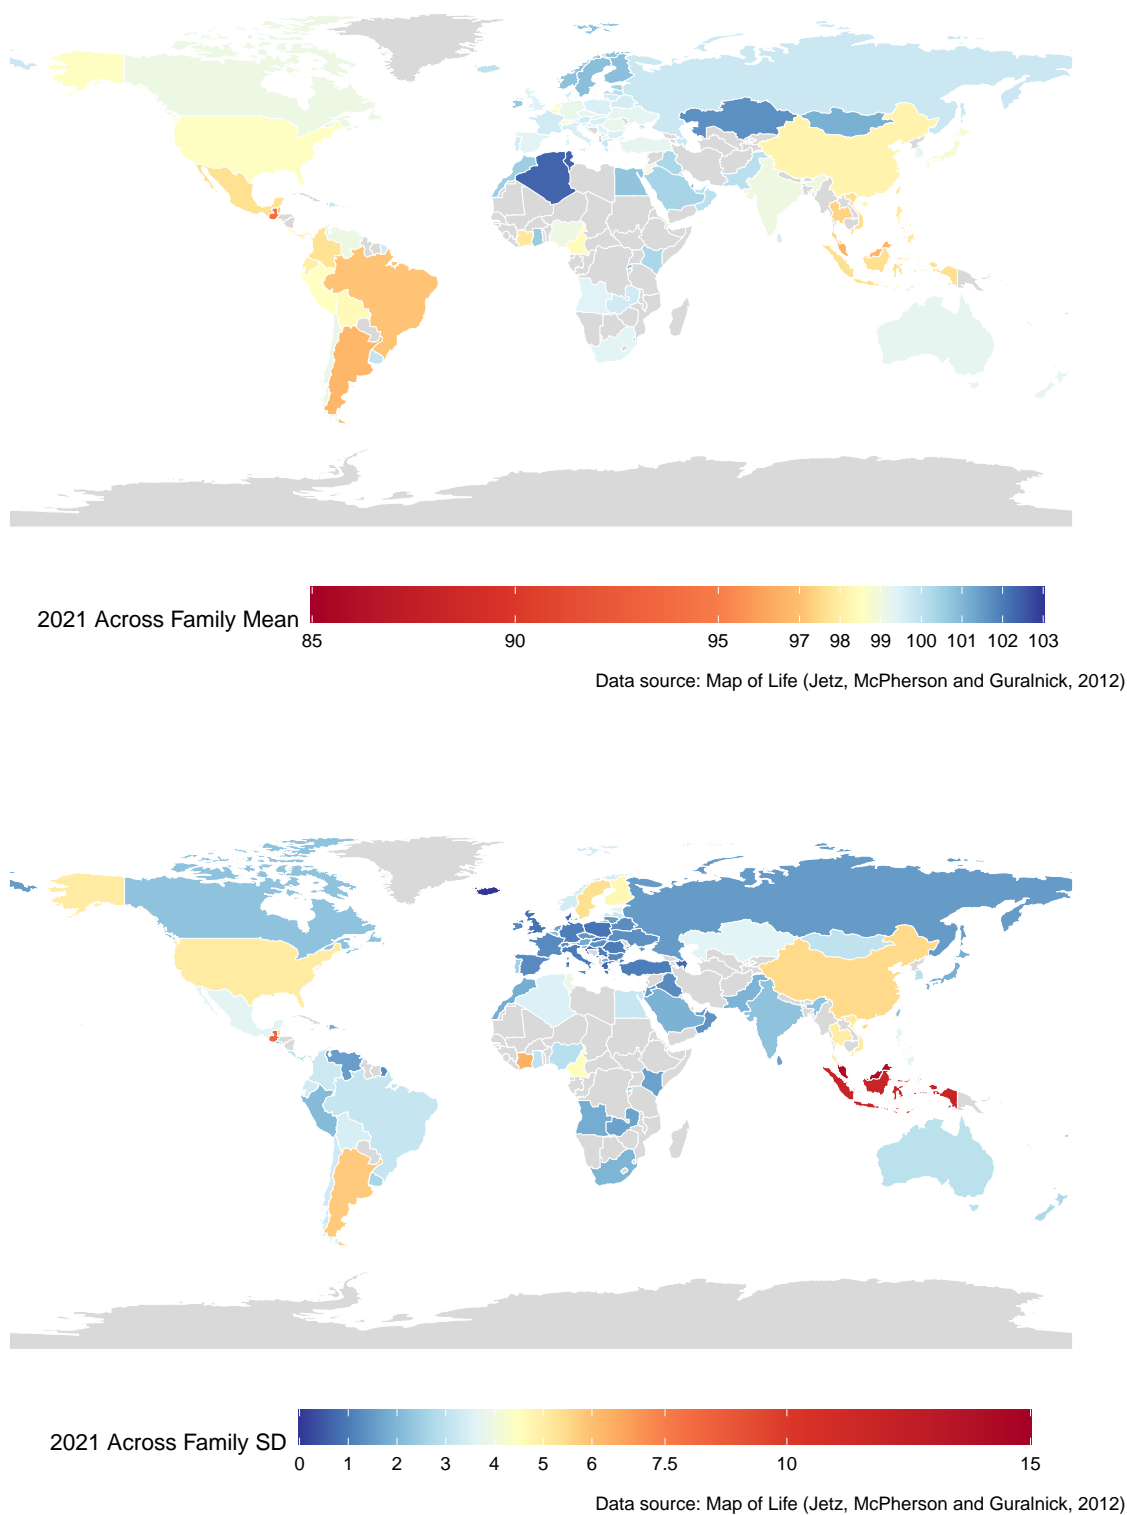 2021 Across Family Mean
85 90 95 97 98 99 100 101 102 103
Data source: Map of Life (Jetz, McPherson and Guralnick, 2012)
2021 Across Family SD
0 1 2 3 4 5 6 7.5 10 15
Data source: Map of Life (Jetz, McPherson and Guralnick, 2012)